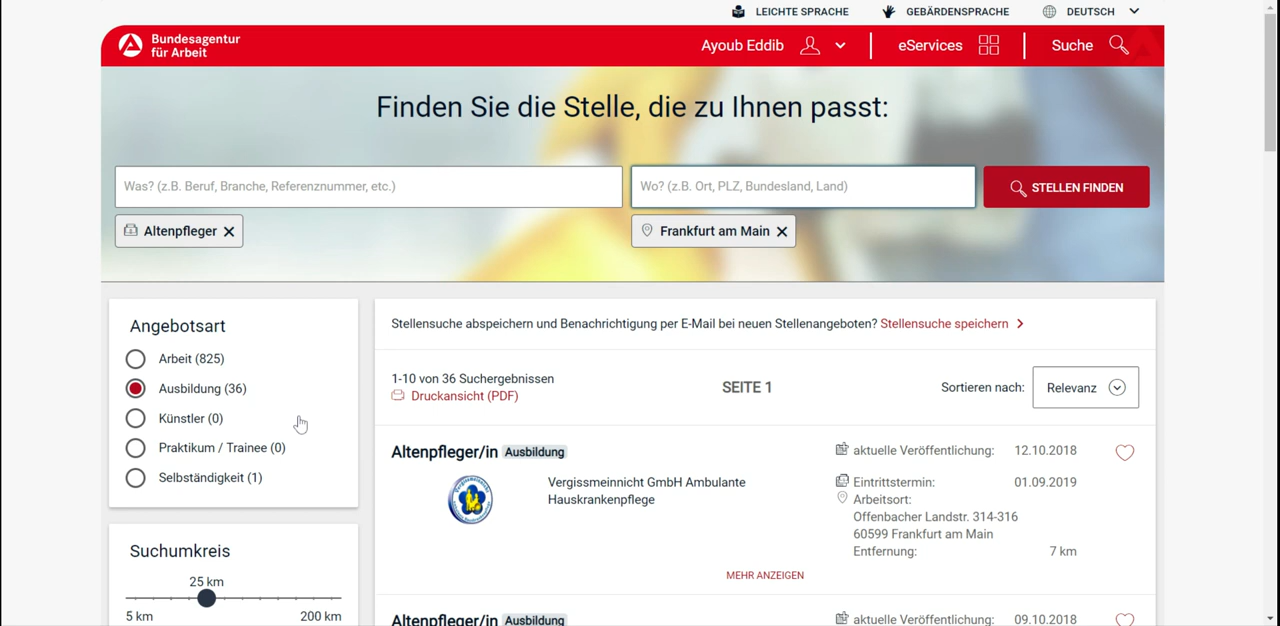 LEICHTE SPRACHE GEBÄRDENSPRACHE DEUTSCH
Bundesagentur
für Arbeit
Ayoub Eddib eServices Suche
Finden Sie die Stelle, die zu Ihnen passt:
Was? (z.B. Beruf, Branche, Referenznummer, etc.) Wo? (z.B. Ort, PLZ, Bundesland, Land) STELLEN FINDEN
Altenpfleger Frankfurt am Main
Angebotsart
Arbeit (825)
Ausbildung (36)
Künstler (0)
Praktikum / Trainee (0)
Selbständigkeit (1)
Suchumkreis
25 km
5 km 200 km
Stellensuche abspeichern und Benachrichtigung per E-Mail bei neuen Stellenangeboten? Stellensuche speichern
1-10 von 36 Suchergebnissen
Druckansicht (PDF)
SEITE 1
Sortieren nach: Relevanz
Altenpfleger/in Ausbildung
Vergissmeinnicht GmbH Ambulante
Hauskrankenpflege
aktuelle Veröffentlichung: 12.10.2018
Eintrittstermin: 01.09.2019
Arbeitsort:
Offenbacher Landstr. 314-316
60599 Frankfurt am Main
Entfernung: 7 km
MEHR ANZEIGEN
Altenpfleger/in Ausbildung
aktuelle Veröffentlichung: 09.10.2018